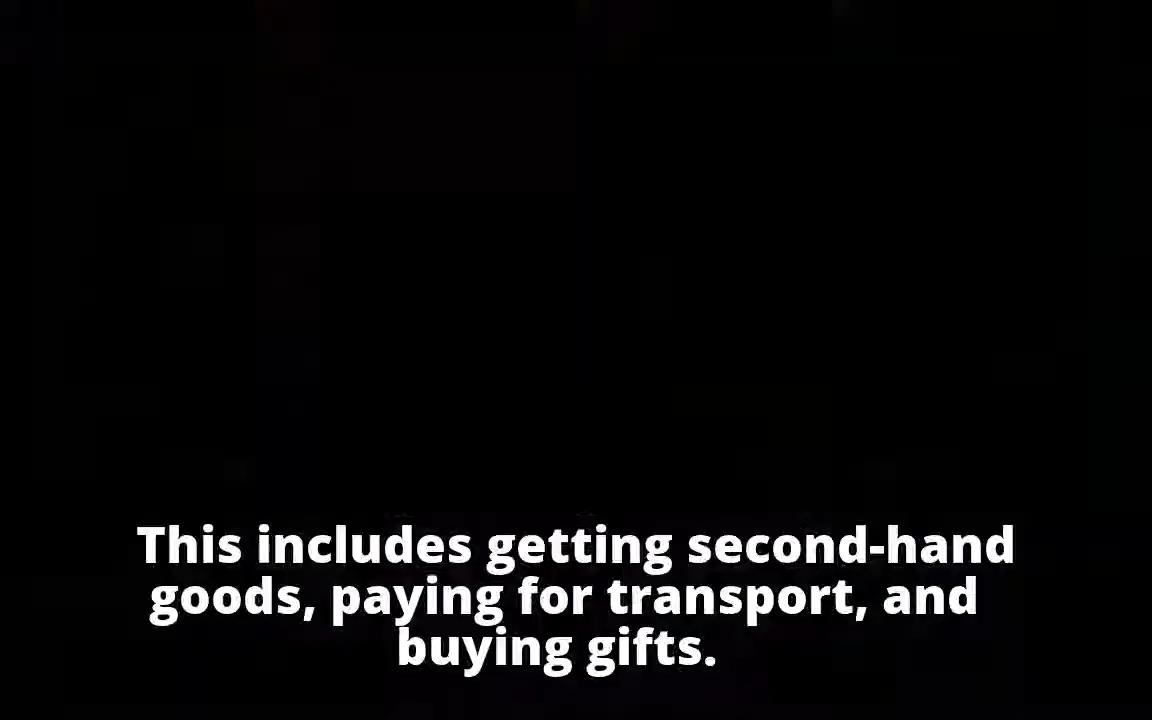 This includes getting second-hand
goods, paying for transport, and
buying gifts.